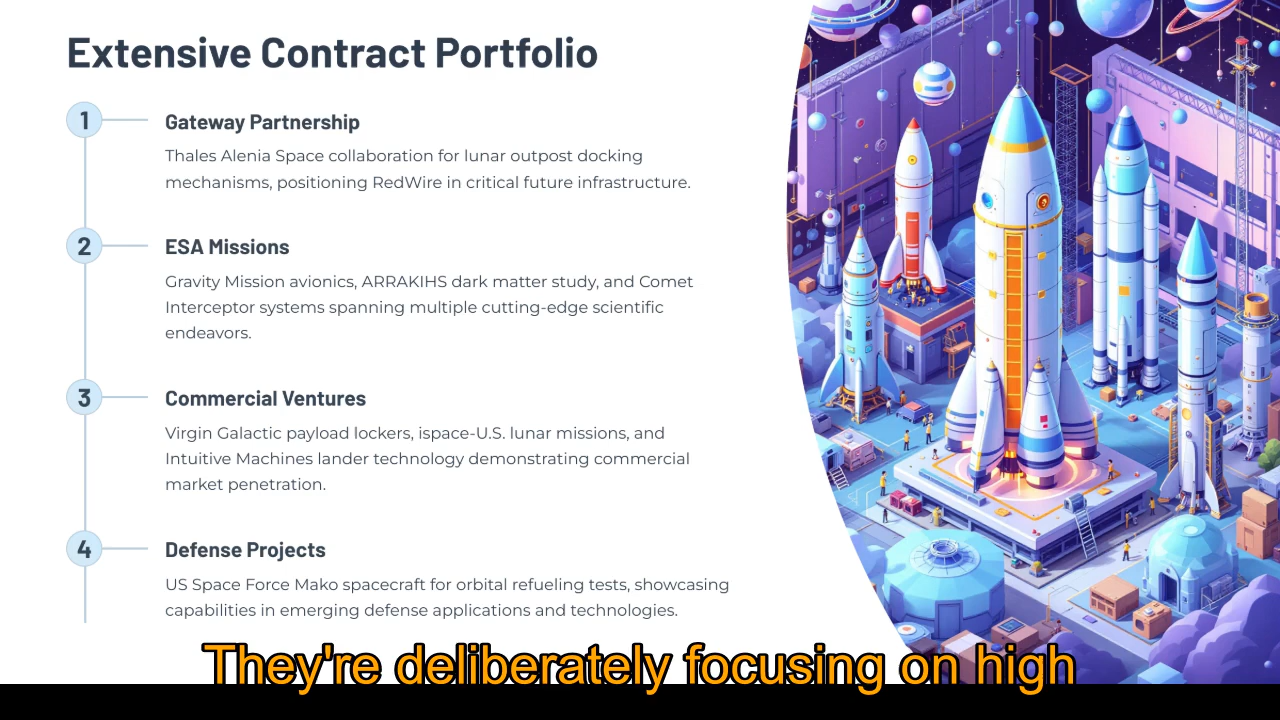 Extensive Contract Portfolio
1
Gateway Partnership
Thales Alenia Space collaboration for lunar outpost docking
mechanisms, positioning RedWire in critical future infrastructure.
2
ESA Missions
Gravity Mission avionics, ARRAKIHS dark matter study, and Comet
Interceptor systems spanning multiple cutting-edge scientific
endeavors.
3
Commercial Ventures
Virgin Galactic payload lockers, ispace-U.S. lunar missions, and
Intuitive Machines lander technology demonstrating commercial
market penetration.
4
Defense Projects
US Space Force Mako spacecraft for orbital refueling tests, showcasing
capabilities in emerging defense applications and technologies.
They're deliberately focusing on high